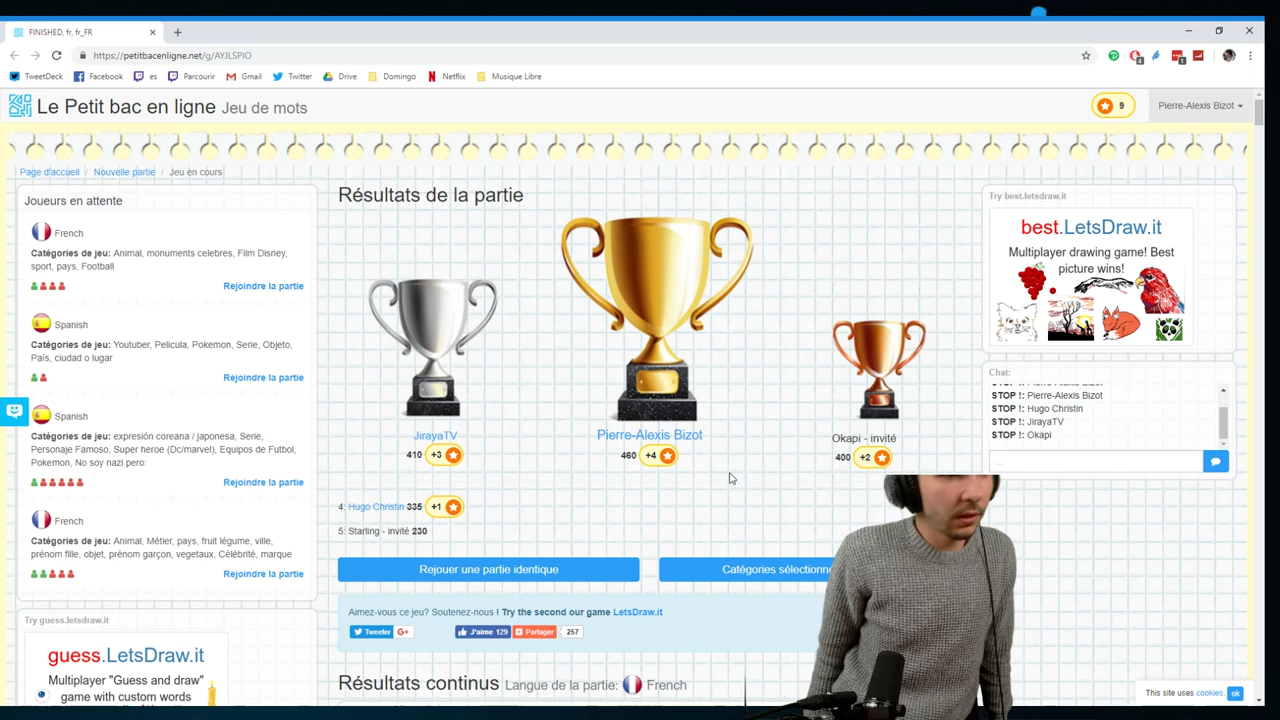 FINISHED, fr, fr_FR
https://petitbacenligne.net/g/AYJLSPIO
TweetDeck Facebook es Parcourir Gmail Twitter Drive Domingo Netflix Musique Libre
Le Petit bac en ligne Jeu de mots
9
Pierre-Alexis Bizot
Page d'accueil / Nouvelle partie / Jeu en cours
Joueurs en attente
French
Catégories de jeu: Animal, monuments celebres, Film Disney,
sport, pays, Football
Rejoindre la partie
Spanish
Catégories de jeu: Youtuber, Pelicula, Pokemon, Serie, Objeto,
País, ciudad o lugar
Rejoindre la partie
Spanish
Catégories de jeu: expresión coreana / japonesa, Serie,
Personaje Famoso, Super heroe (Dc/marvel), Equipos de Futbol,
Pokemon, No soy nazi pero:
Rejoindre la partie
French
Catégories de jeu: Animal, Métier, pays, fruit légume, ville,
prénom fille, objet, prénom garçon, vegetaux, Célébrité, marque
Rejoindre la partie
Try guess.letsdraw.it
guess.LetsDraw.it
Multiplayer "Guess and draw"
game with custom words
Résultats de la partie
JirayaTV
410 +3
Pierre-Alexis Bizot
460 +4
Okapi - invité
400 +2
4: Hugo Christin 335 +1
5: Starling - invité 230
Rejouer une partie identique
Catégories sélectionn
Aimez-vous ce jeu? Soutenez-nous ! Try the second our game LetsDraw.it
Tweeter G+ J'aime 129 Partager 257
Résultats continus Langue de la partie: French
Try best.letsdraw.it
best.LetsDraw.it
Multiplayer drawing game! Best
picture wins!
Chat:
STOP !: Pierre-Alexis Bizot
STOP !: Pierre-Alexis Bizot
STOP !: Hugo Christin
STOP !: JirayaTV
STOP !: Okapi
...
This site uses cookies. ok